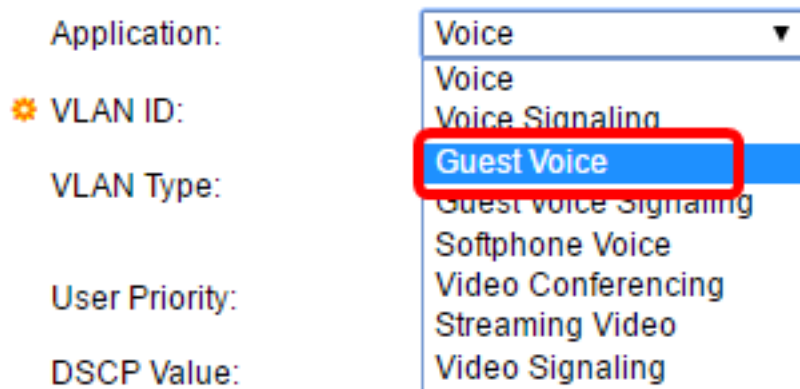 Application: Voice
Voice
VLAN ID: Voice Signaling
Guest Voice
VLAN Type: Guest Voice Signaling
Softphone Voice
User Priority: Video Conferencing
Streaming Video
DSCP Value: Video Signaling